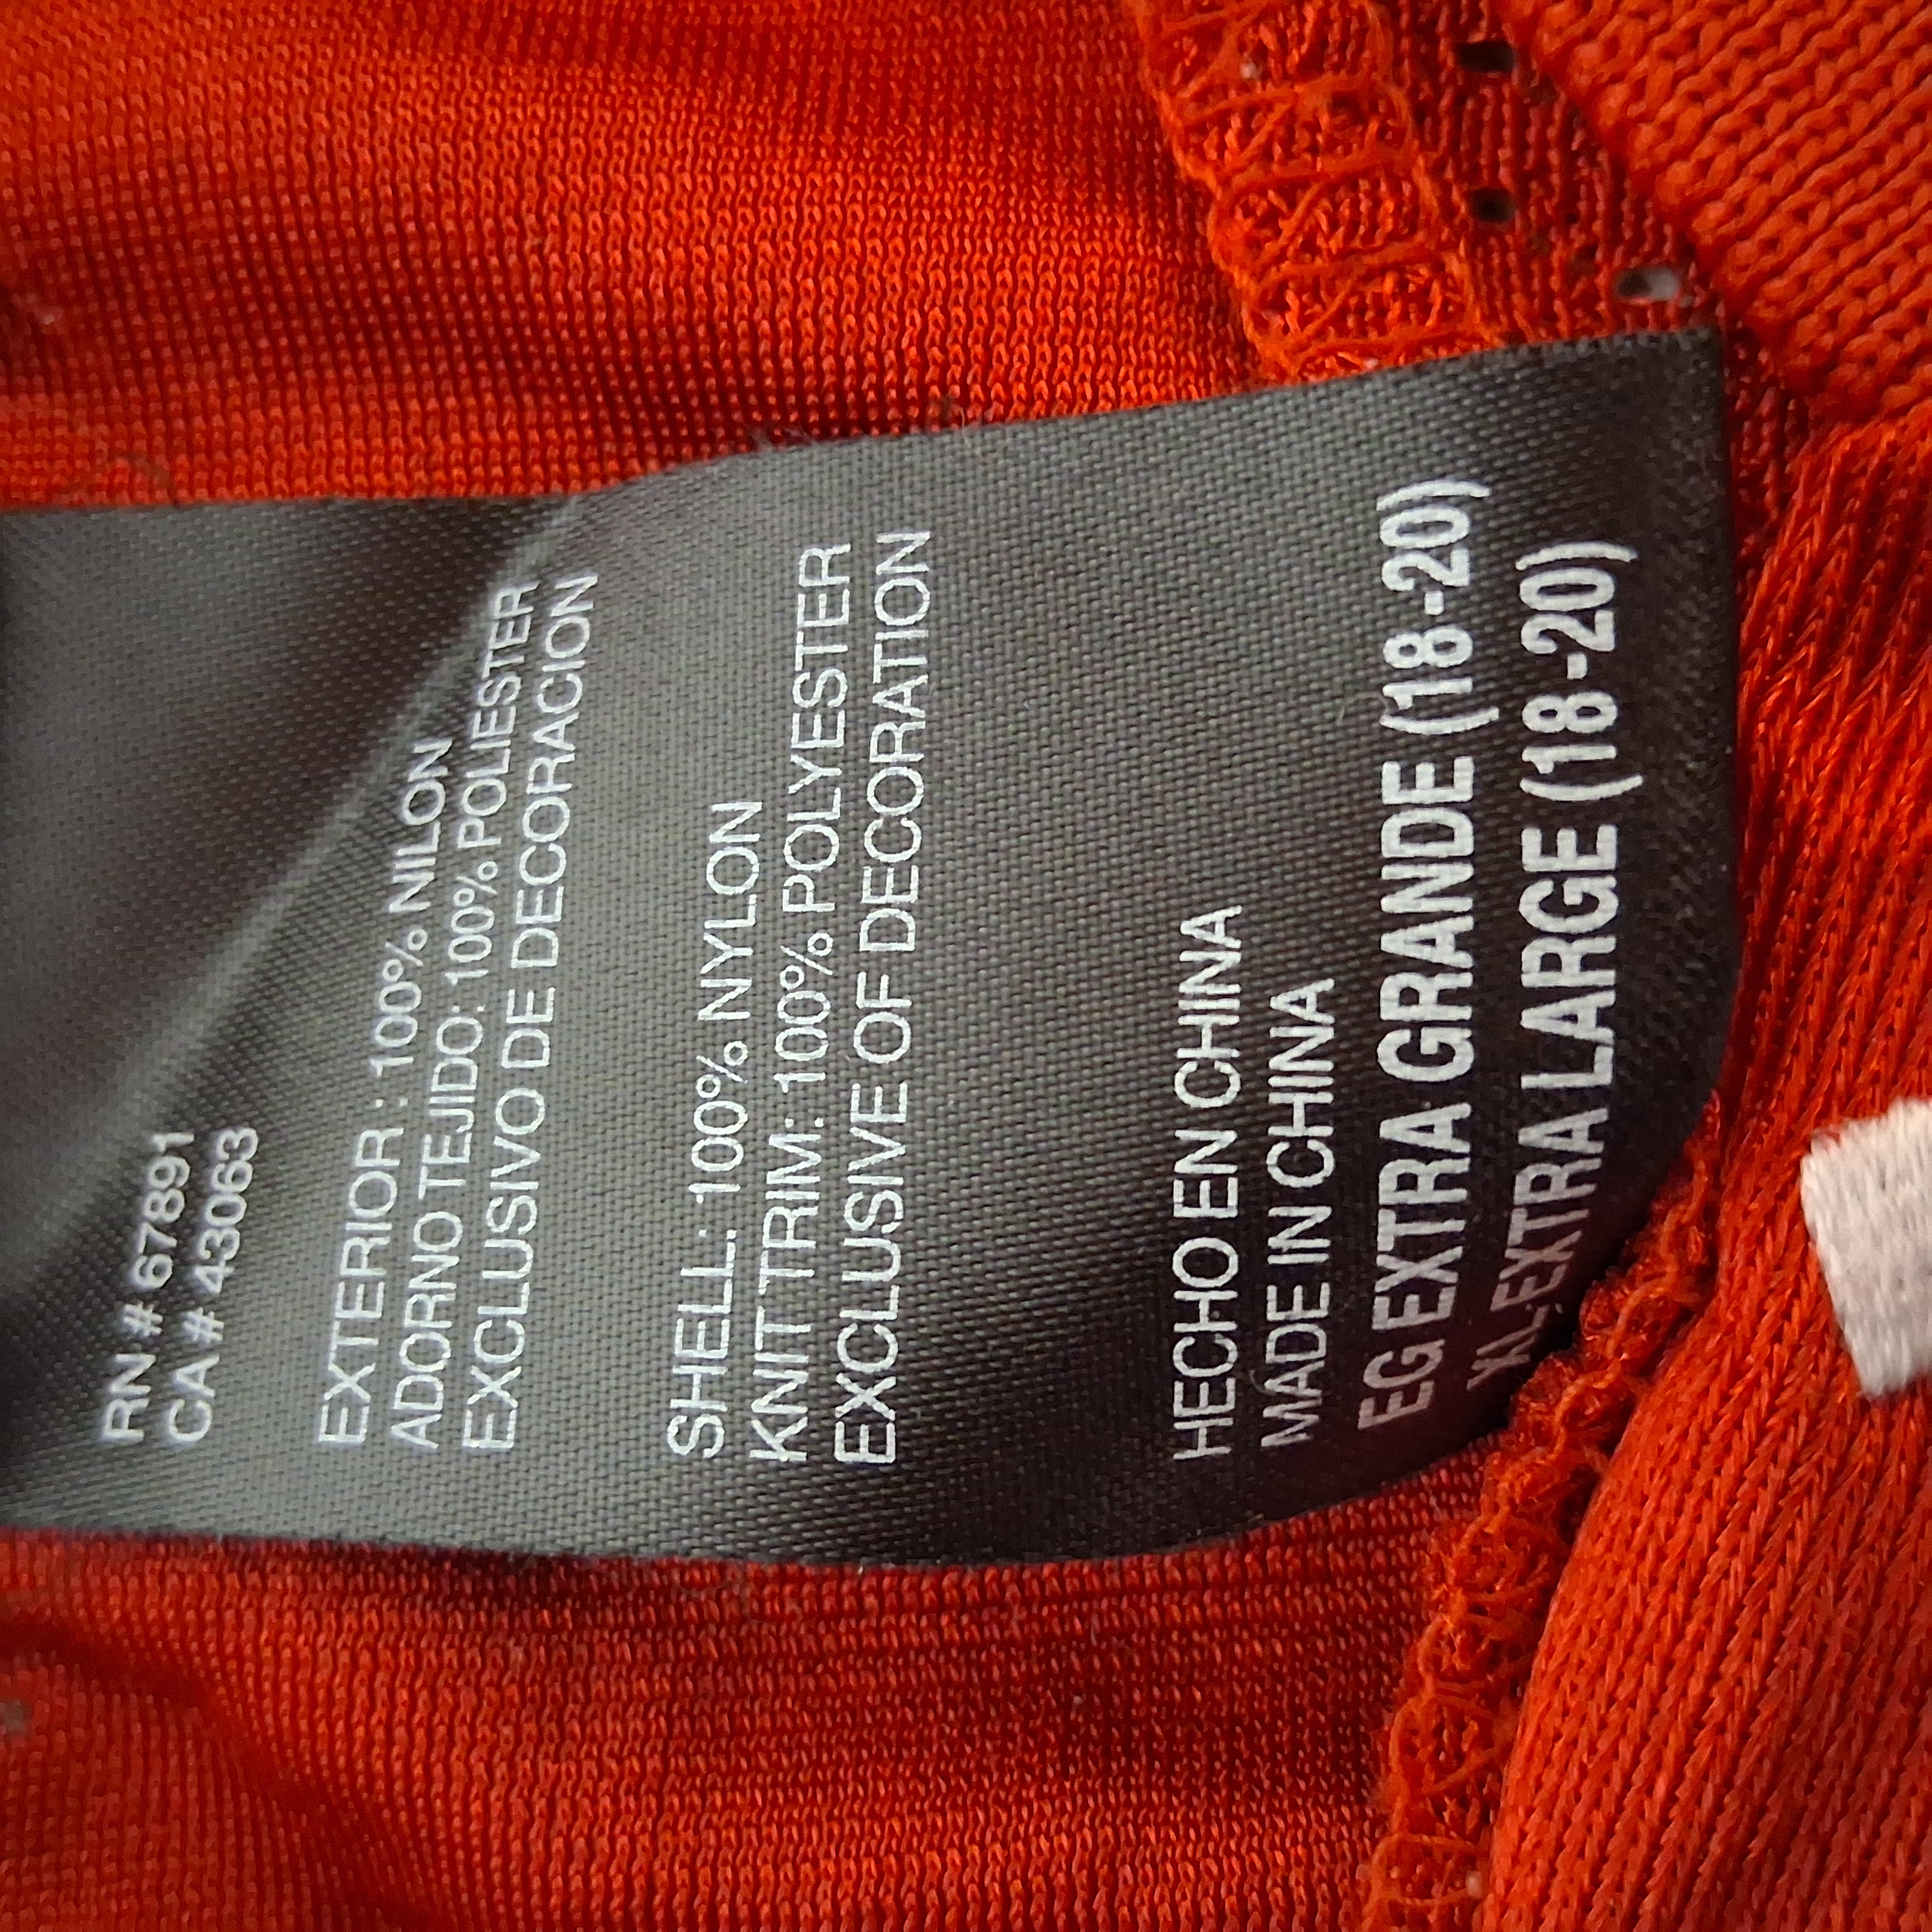 RN # 67891
CA # 43063
EXTERIOR : 100% NILON
ADORNO TEJIDO: 100% POLIESTER
EXCLUSIVO DE DECORACION
SHELL: 100% NYLON
KNIT TRIM: 100% POLYESTER
EXCLUSIVE OF DECORATION
HECHO EN CHINA
MADE IN CHINA
EG EXTRA GRANDE (18-20)
XL-EXTRA LARGE (18-20)